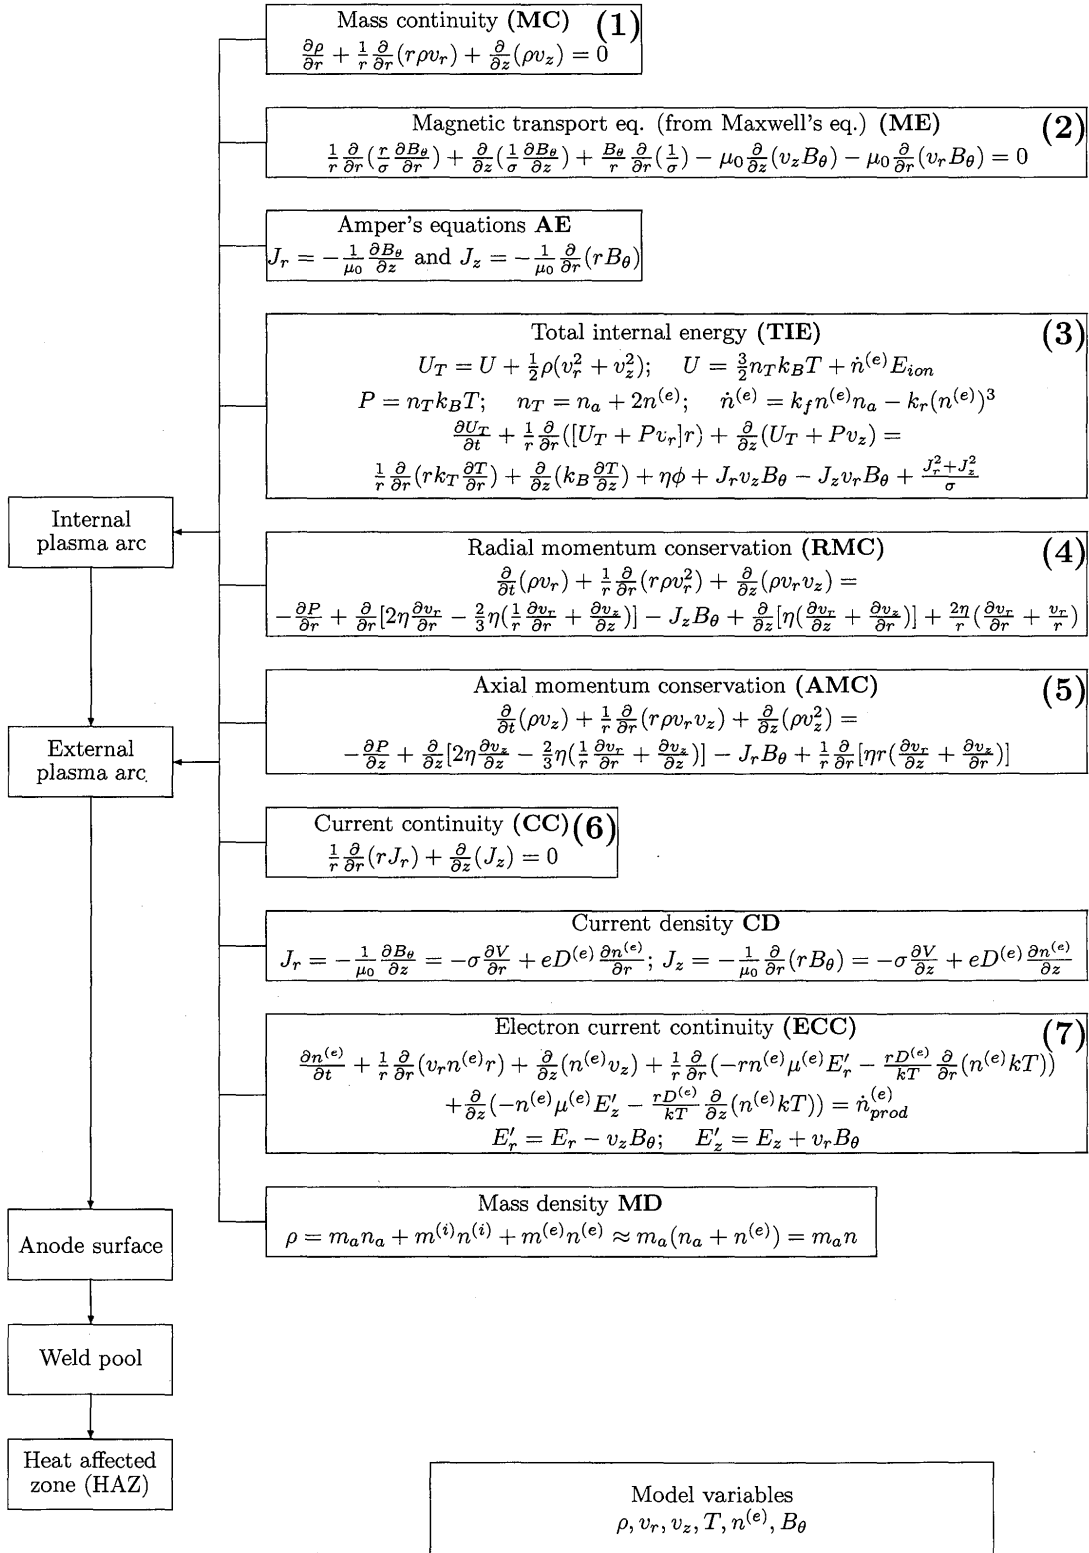 Mass continuity (MC) (1)
∂ρ/∂r + 1/r ∂/∂r(rρv_r) + ∂/∂z(ρv_z) = 0
Magnetic transport eq. (from Maxwell's eq.) (ME) (2)
1/r ∂/∂r(r/σ ∂B_θ/∂r) + ∂/∂z(1/σ ∂B_θ/∂z) + B_θ/r ∂/∂r(1/σ) − μ_0 ∂/∂z(v_z B_θ) − μ_0 ∂/∂r(v_r B_θ) = 0
Amper's equations AE
J_r = −1/μ_0 ∂B_θ/∂z and J_z = −1/μ_0 ∂/∂r(rB_θ)
Total internal energy (TIE) (3)
U_T = U + 1/2 ρ(v_r^2 + v_z^2); U = 3/2 n_T k_B T + ṅ^(e) E_ion
P = n_T k_B T; n_T = n_a + 2n^(e); ṅ^(e) = k_f n^(e) n_a − k_r(n^(e))^3
∂U_T/∂t + 1/r ∂/∂r([U_T + Pv_r]r) + ∂/∂z(U_T + Pv_z) =
1/r ∂/∂r(rk_T ∂T/∂r) + ∂/∂z(k_B ∂T/∂z) + ηφ + J_r v_z B_θ − J_z v_r B_θ + (J_r^2+J_z^2)/σ
Internal
plasma arc
Radial momentum conservation (RMC) (4)
∂/∂t(ρv_r) + 1/r ∂/∂r(rρv_r^2) + ∂/∂z(ρv_r v_z) =
−∂P/∂r + ∂/∂r[2η ∂v_r/∂r − 2/3 η(1/r ∂v_r/∂r + ∂v_z/∂z)] − J_z B_θ + ∂/∂z[η(∂v_r/∂z + ∂v_z/∂r)] + 2η/r(∂v_r/∂r + v_r/r)
Axial momentum conservation (AMC) (5)
∂/∂t(ρv_z) + 1/r ∂/∂r(rρv_r v_z) + ∂/∂z(ρv_z^2) =
−∂P/∂z + ∂/∂z[2η ∂v_z/∂z − 2/3 η(1/r ∂v_r/∂r + ∂v_z/∂z)] − J_r B_θ + 1/r ∂/∂r[ηr(∂v_r/∂z + ∂v_z/∂r)]
External
plasma arc
Current continuity (CC) (6)
1/r ∂/∂r(rJ_r) + ∂/∂z(J_z) = 0
Current density CD
J_r = −1/μ_0 ∂B_θ/∂z = −σ ∂V/∂r + eD^(e) ∂n^(e)/∂r; J_z = −1/μ_0 ∂/∂r(rB_θ) = −σ ∂V/∂z + eD^(e) ∂n^(e)/∂z
Electron current continuity (ECC) (7)
∂n^(e)/∂t + 1/r ∂/∂r(v_r n^(e) r) + ∂/∂z(n^(e) v_z) + 1/r ∂/∂r(−rn^(e) μ^(e) E'_r − rD^(e)/kT ∂/∂r(n^(e) kT))
+∂/∂z(−n^(e) μ^(e) E'_z − rD^(e)/kT ∂/∂z(n^(e) kT)) = ṅ^(e)_prod
E'_r = E_r − v_z B_θ; E'_z = E_z + v_r B_θ
Mass density MD
ρ = m_a n_a + m^(i) n^(i) + m^(e) n^(e) ≈ m_a(n_a + n^(e)) = m_a n
Anode surface
Weld pool
Heat affected
zone (HAZ)
Model variables
ρ, v_r, v_z, T, n^(e), B_θ